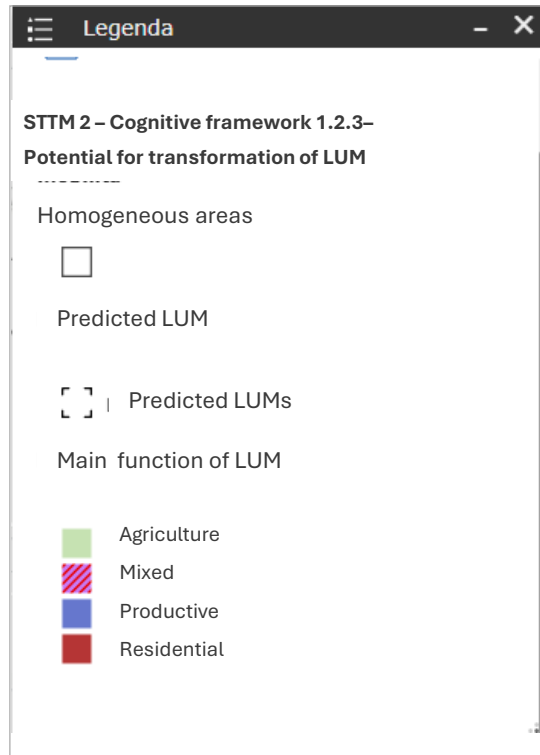 Legenda
STTM 2 – Cognitive framework 1.2.3–
Potential for transformation of LUM
Homogeneous areas
Predicted LUM
Predicted LUMs
Main function of LUM
Agriculture
Mixed
Productive
Residential